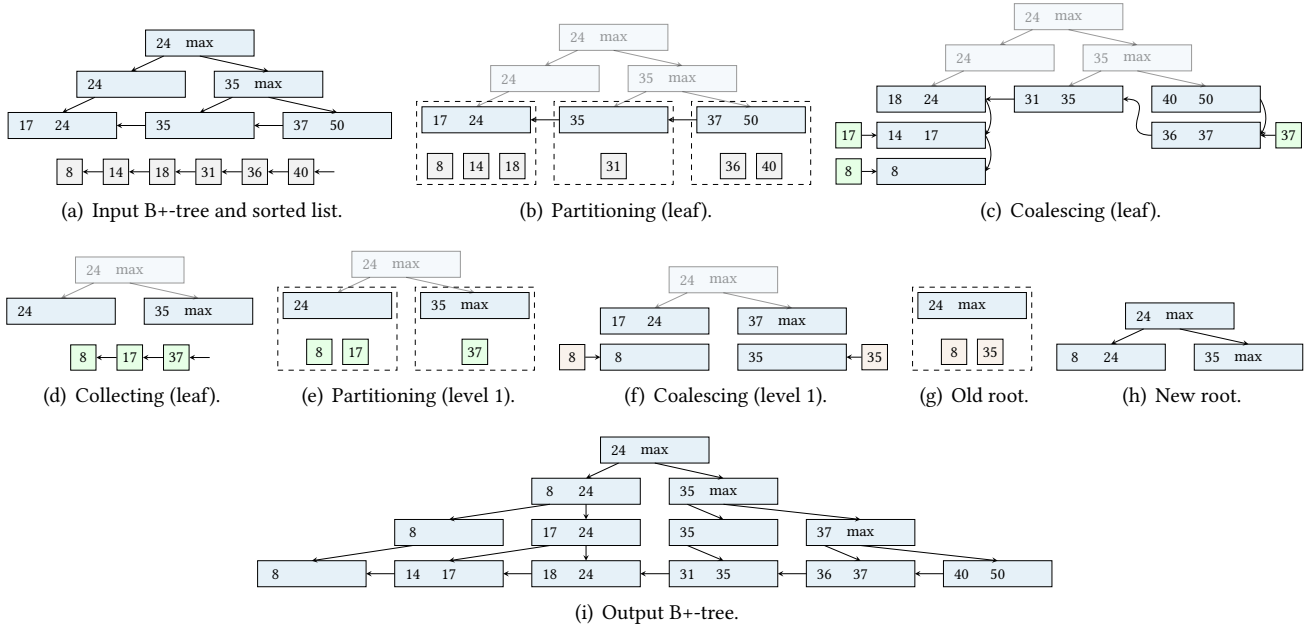 24 max
24
35 max
17 24
35
37 50
8 14 18 31 36 40
(a) Input B+-tree and sorted list.
24 max
24
35 max
17 24
35
37 50
8 14 18
31
36 40
(b) Partitioning (leaf).
24 max
24
35 max
18 24
31 35
40 50
17
14 17
36 37
37
8
8
(c) Coalescing (leaf).
24 max
24
35 max
8 17 37
(d) Collecting (leaf).
24 max
24
35 max
8 17
37
(e) Partitioning (level 1).
24 max
17 24
37 max
8
8
35
35
(f) Coalescing (level 1).
24 max
8 35
(g) Old root.
24 max
8 24
35 max
(h) New root.
24 max
8 24
35 max
8
17 24
35
37 max
8
14 17
18 24
31 35
36 37
40 50
(i) Output B+-tree.